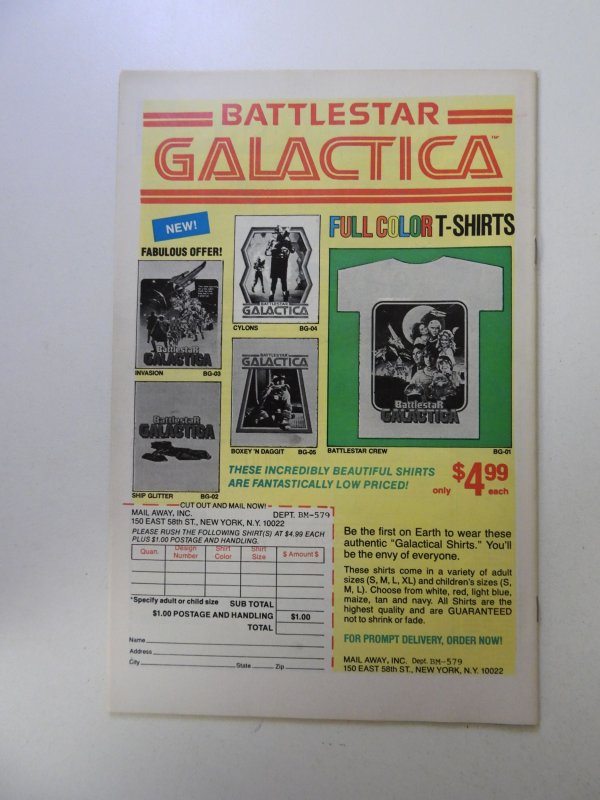 BATTLESTAR
GALACTICA™
NEW!
FABULOUS OFFER!
FULL COLOR T-SHIRTS
BATTLESTAR
GALACTICA
CYLONS BG-04
Battlestar
GALACTICA
INVASION BG-03
BATTLESTAR
GALACTICA
BOXEY 'N DAGGIT BG-05
Battlestar
GALACTICA
SHIP GLITTER BG-02
Battlestar
GALACTICA
BATTLESTAR CREW BG-01
THESE INCREDIBLY BEAUTIFUL SHIRTS
ARE FANTASTICALLY LOW PRICED!
only $4.99 each
CUT OUT AND MAIL NOW!
MAIL AWAY, INC. DEPT. BM-579
150 EAST 58th ST., NEW YORK, N.Y. 10022
PLEASE RUSH THE FOLLOWING SHIRT(S) AT $4.99 EACH
PLUS $1.00 POSTAGE AND HANDLING.
Quan. Design Number Shirt Color Shirt Size $ Amount $
*Specify adult or child size SUB TOTAL
$1.00 POSTAGE AND HANDLING $1.00
TOTAL
Name
Address
City State Zip
Be the first on Earth to wear these
authentic "Galactical Shirts." You'll
be the envy of everyone.
These shirts come in a variety of adult
sizes (S, M, L, XL) and children's sizes (S,
M, L). Choose from white, red, light blue,
maize, tan and navy. All Shirts are the
highest quality and are GUARANTEED
not to shrink or fade.
FOR PROMPT DELIVERY, ORDER NOW!
MAIL AWAY, INC. Dept. BM-579
150 EAST 58th ST., NEW YORK, N.Y. 10022